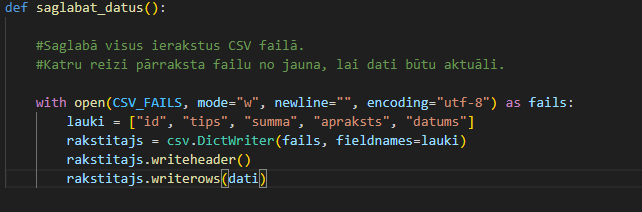 def saglabat_datus():
#Saglabā visus ierakstus CSV failā.
#Katru reizi pārraksta failu no jauna, lai dati būtu aktuāli.
with open(CSV_FAILS, mode="w", newline="", encoding="utf-8") as fails:
lauki = ["id", "tips", "summa", "apraksts", "datums"]
rakstitajs = csv.DictWriter(fails, fieldnames=lauki)
rakstitajs.writeheader()
rakstitajs.writerows(dati)